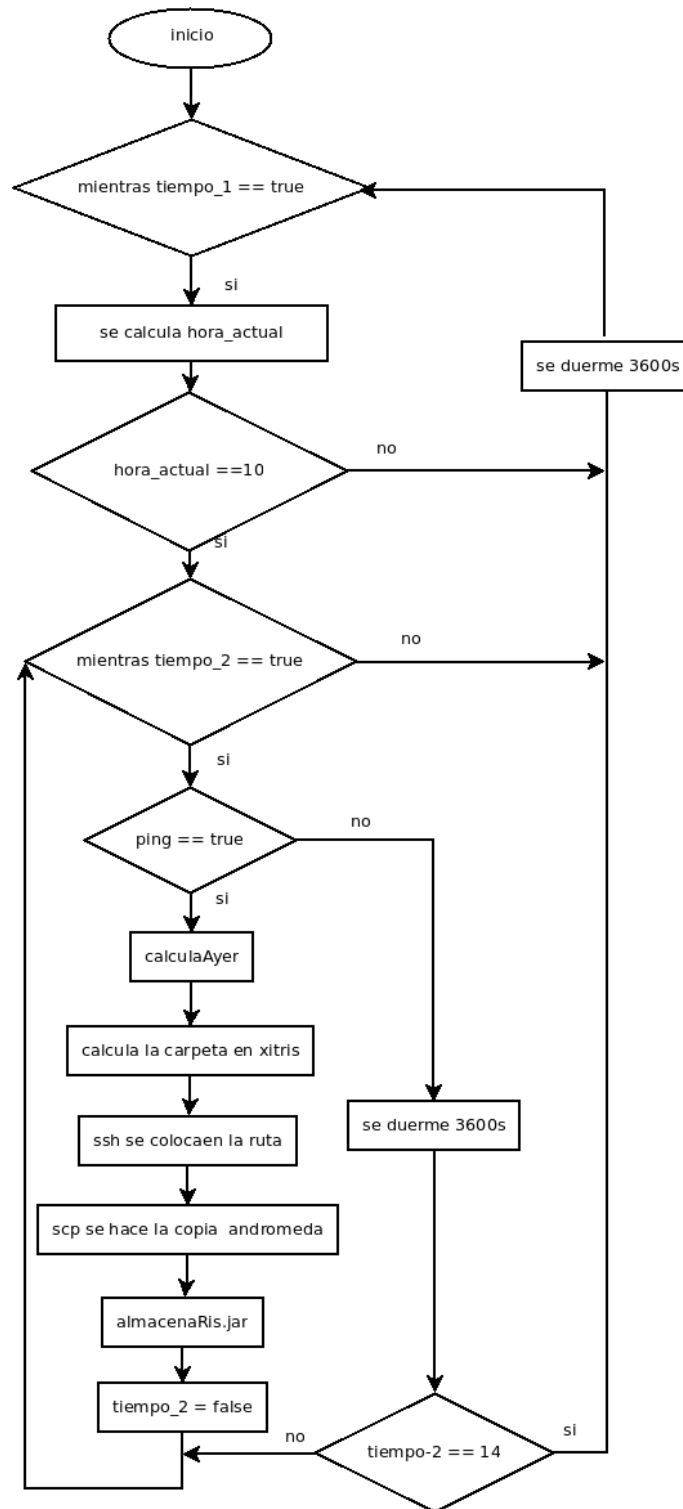 inicio
mientras tiempo_1 == true
si
se calcula hora_actual
se duerme 3600s
hora_actual ==10
no
si
mientras tiempo_2 == true
no
si
ping == true
no
si
calculaAyer
calcula la carpeta en xitris
ssh se colocaen la ruta
se duerme 3600s
scp se hace la copia  andromeda
almacenaRis.jar
tiempo_2 = false
no
tiempo-2 == 14
si